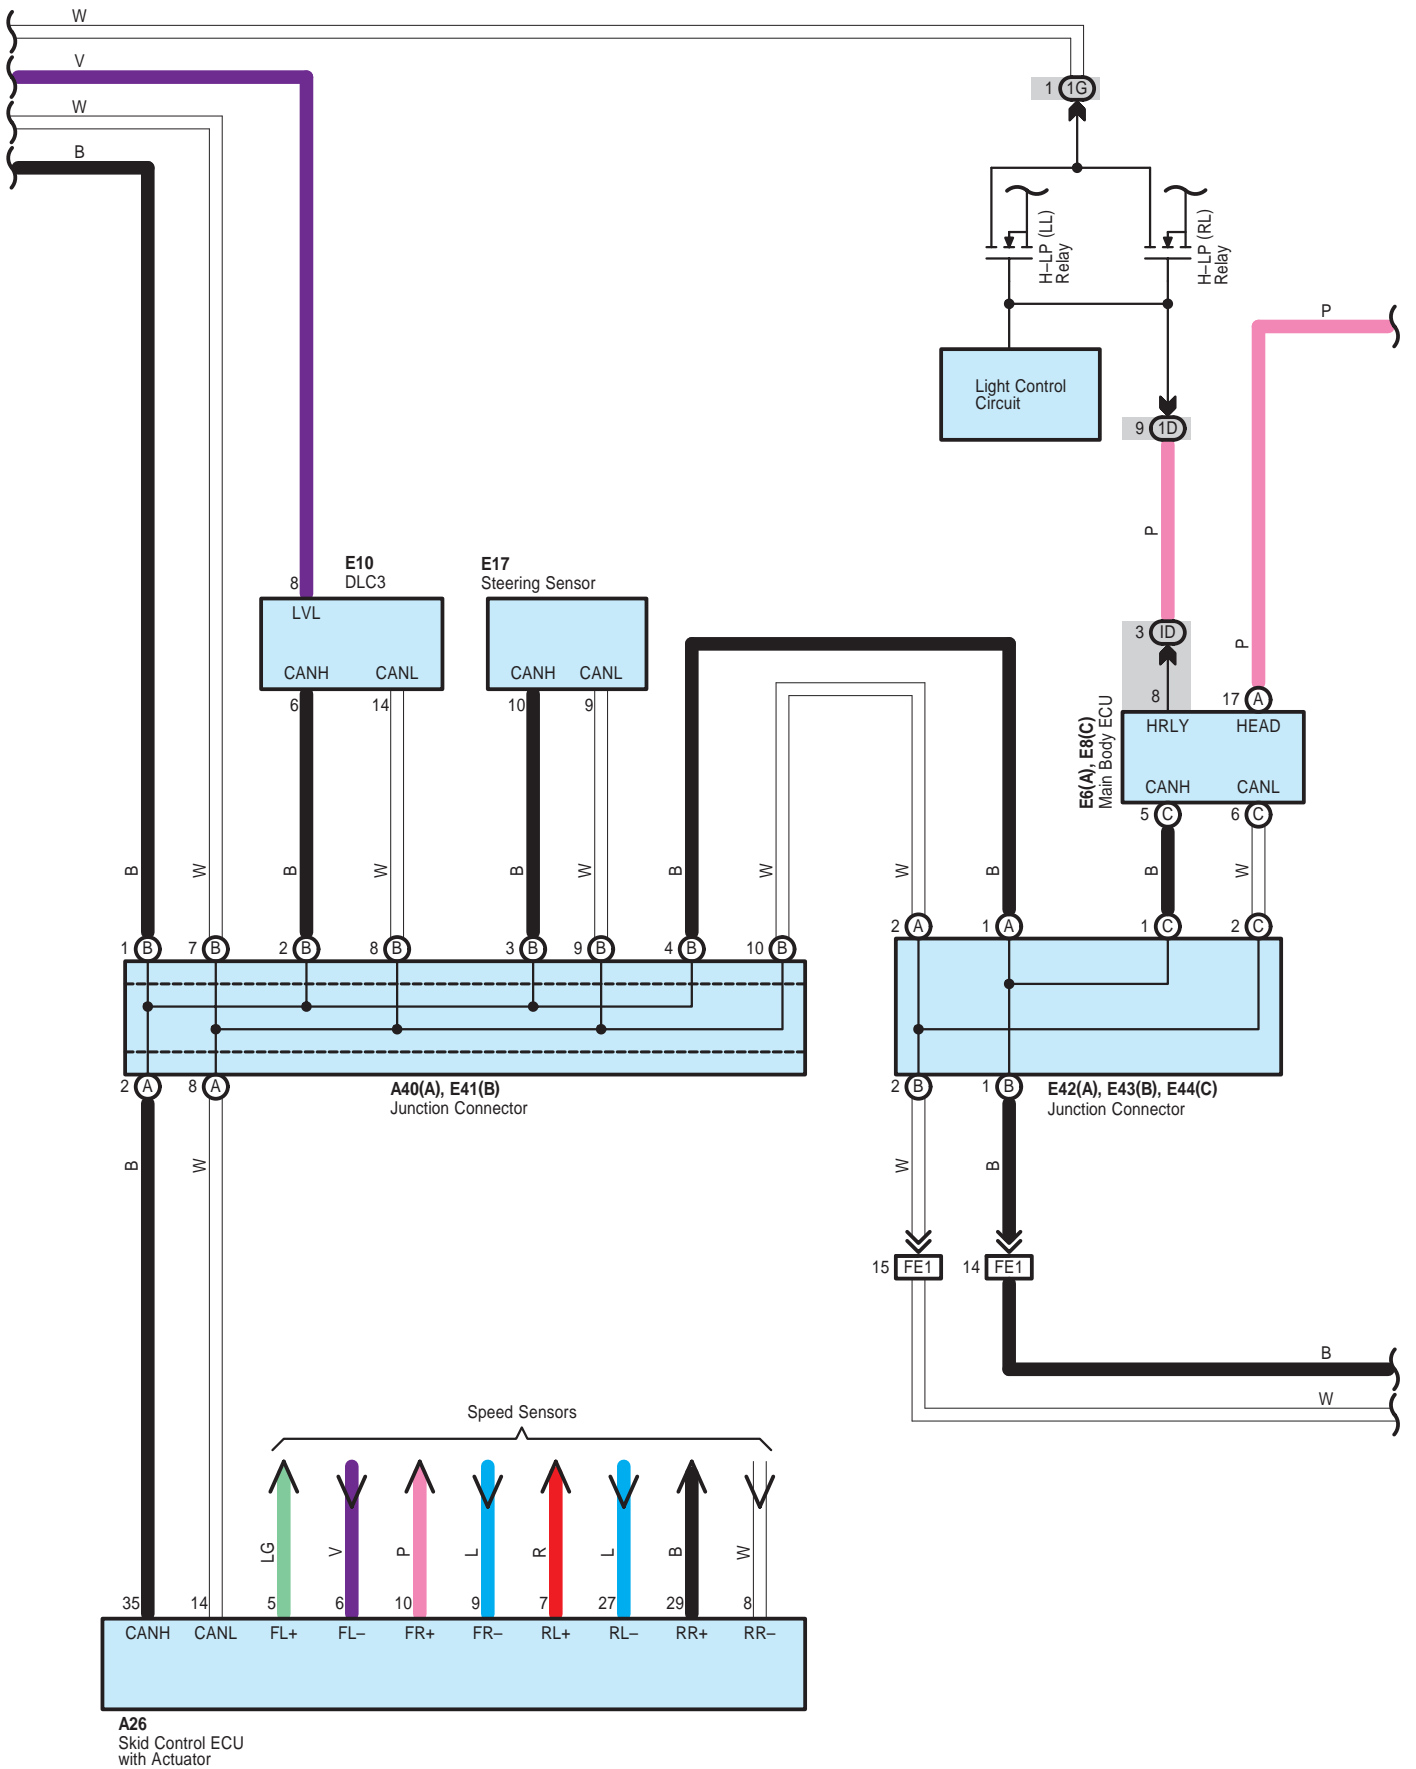 W
V
W
B
1 1G
H–LP (LL)
Relay
H–LP (RL)
Relay
P
Light Control
Circuit
9 1D
P
E10
DLC3
E17
Steering Sensor
8
LVL
CANH CANL
6 14
CANH CANL
10 9
3 ID
P
8 17 A
HRLY HEAD
CANH CANL
E6(A), E8(C)
Main Body ECU
5 C 6 C
B W B W B W B W W B B W
2 A 1 A 1 C 2 C
1 B 7 B 2 B 8 B 3 B 9 B 4 B 10 B
2 A 8 A
A40(A), E41(B)
Junction Connector
2 B 1 B
E42(A), E43(B), E44(C)
Junction Connector
B W W B
15 FE1 14 FE1
B
W
Speed Sensors
LG V P L R L B W
35 14 5 6 10 9 7 27 29 8
CANH CANL FL+ FL– FR+ FR– RL+ RL– RR+ RR–
A26
Skid Control ECU
with Actuator